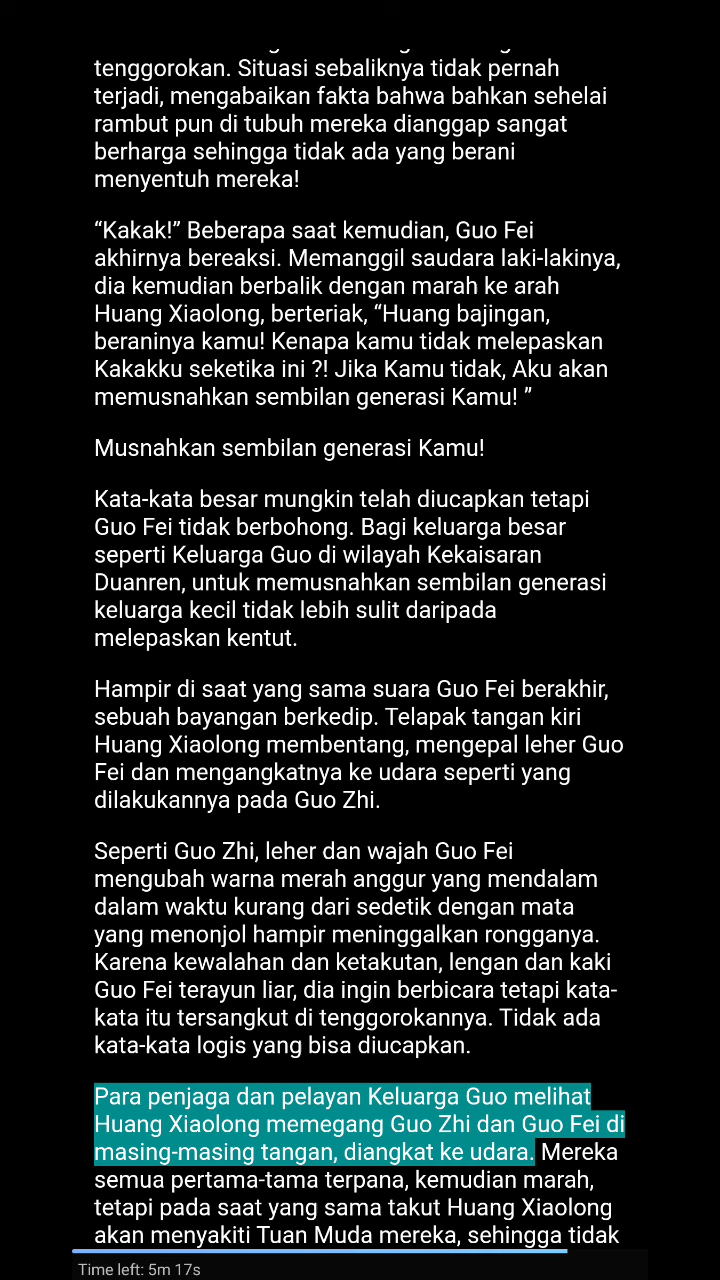 tenggorokan. Situasi sebaliknya tidak pernah
terjadi, mengabaikan fakta bahwa bahkan sehelai
rambut pun di tubuh mereka dianggap sangat
berharga sehingga tidak ada yang berani
menyentuh mereka!
“Kakak!” Beberapa saat kemudian, Guo Fei
akhirnya bereaksi. Memanggil saudara laki-lakinya,
dia kemudian berbalik dengan marah ke arah
Huang Xiaolong, berteriak, “Huang bajingan,
beraninya kamu! Kenapa kamu tidak melepaskan
Kakakku seketika ini ?! Jika Kamu tidak, Aku akan
memusnahkan sembilan generasi Kamu! ”
Musnahkan sembilan generasi Kamu!
Kata-kata besar mungkin telah diucapkan tetapi
Guo Fei tidak berbohong. Bagi keluarga besar
seperti Keluarga Guo di wilayah Kekaisaran
Duanren, untuk memusnahkan sembilan generasi
keluarga kecil tidak lebih sulit daripada
melepaskan kentut.
Hampir di saat yang sama suara Guo Fei berakhir,
sebuah bayangan berkedip. Telapak tangan kiri
Huang Xiaolong membentang, mengepal leher Guo
Fei dan mengangkatnya ke udara seperti yang
dilakukannya pada Guo Zhi.
Seperti Guo Zhi, leher dan wajah Guo Fei
mengubah warna merah anggur yang mendalam
dalam waktu kurang dari sedetik dengan mata
yang menonjol hampir meninggalkan rongganya.
Karena kewalahan dan ketakutan, lengan dan kaki
Guo Fei terayun liar, dia ingin berbicara tetapi kata-
kata itu tersangkut di tenggorokannya. Tidak ada
kata-kata logis yang bisa diucapkan.
Para penjaga dan pelayan Keluarga Guo melihat
Huang Xiaolong memegang Guo Zhi dan Guo Fei di
masing-masing tangan, diangkat ke udara. Mereka
semua pertama-tama terpana, kemudian marah,
tetapi pada saat yang sama takut Huang Xiaolong
akan menyakiti Tuan Muda mereka, sehingga tidak
Time left: 5m 17s